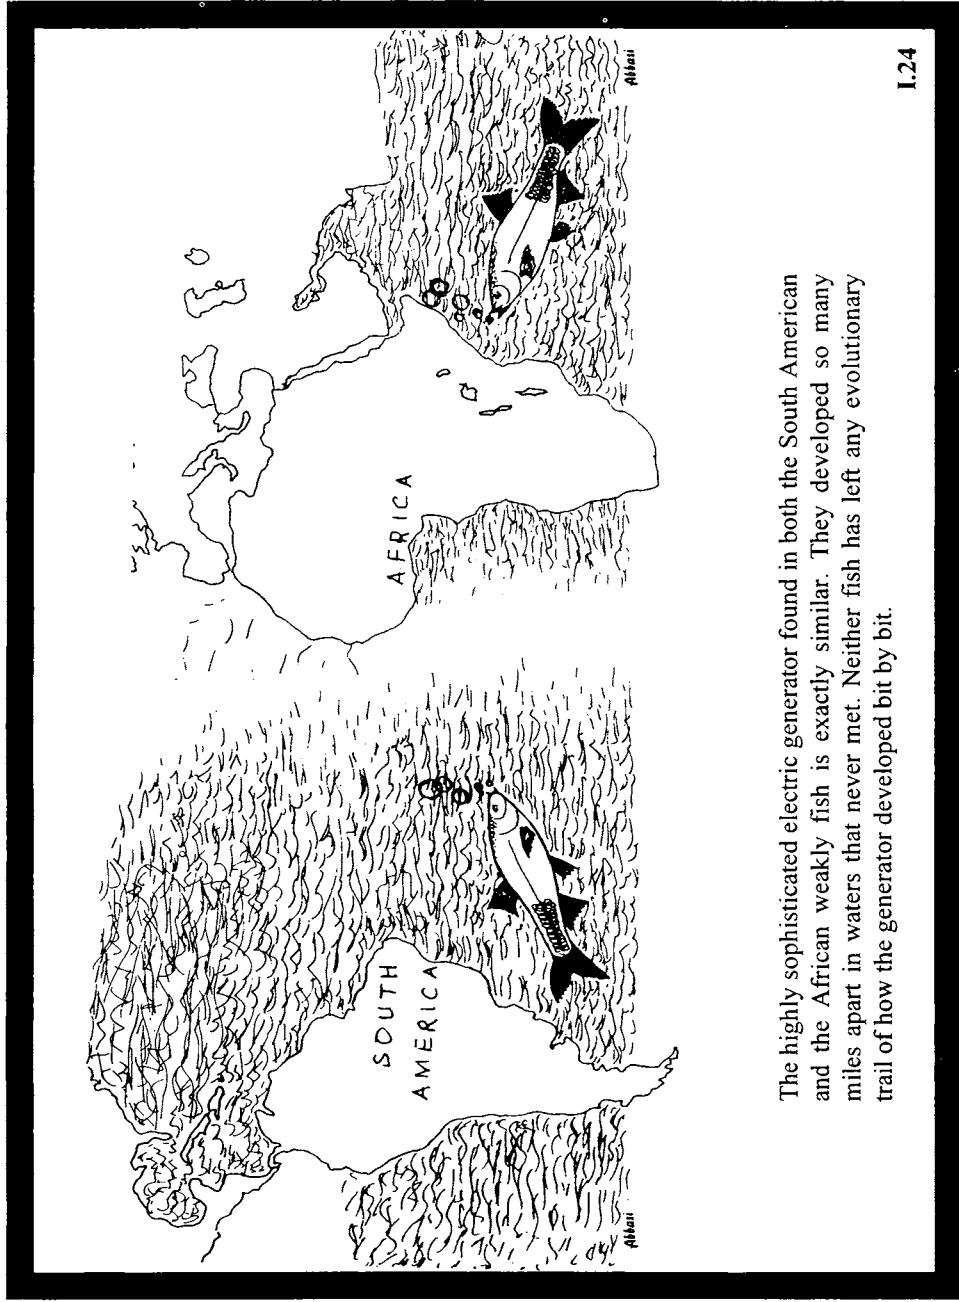 SOUTH
AMERICA
AFRICA
Abbasi
Abbasi
The highly sophisticated electric generator found in both the South American
and the African weakly fish is exactly similar. They developed so many
miles apart in waters that never met. Neither fish has left any evolutionary
trail of how the generator developed bit by bit.
I.24